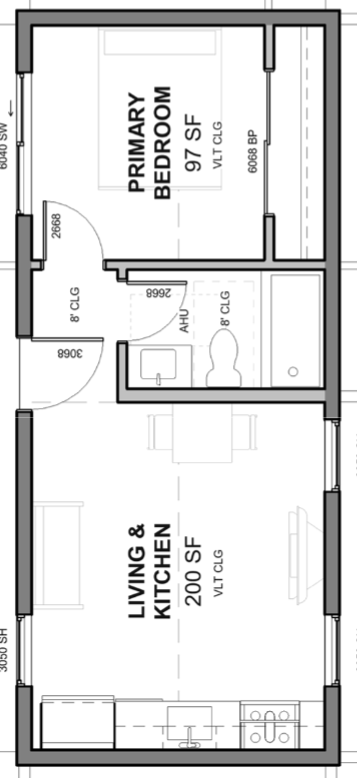 PRIMARY
BEDROOM
97 SF
VLT CLG
6040 SW
6068 BP
2668
8' CLG
2668
AHU
8' CLG
3068
LIVING &
KITCHEN
200 SF
VLT CLG
3050 SH